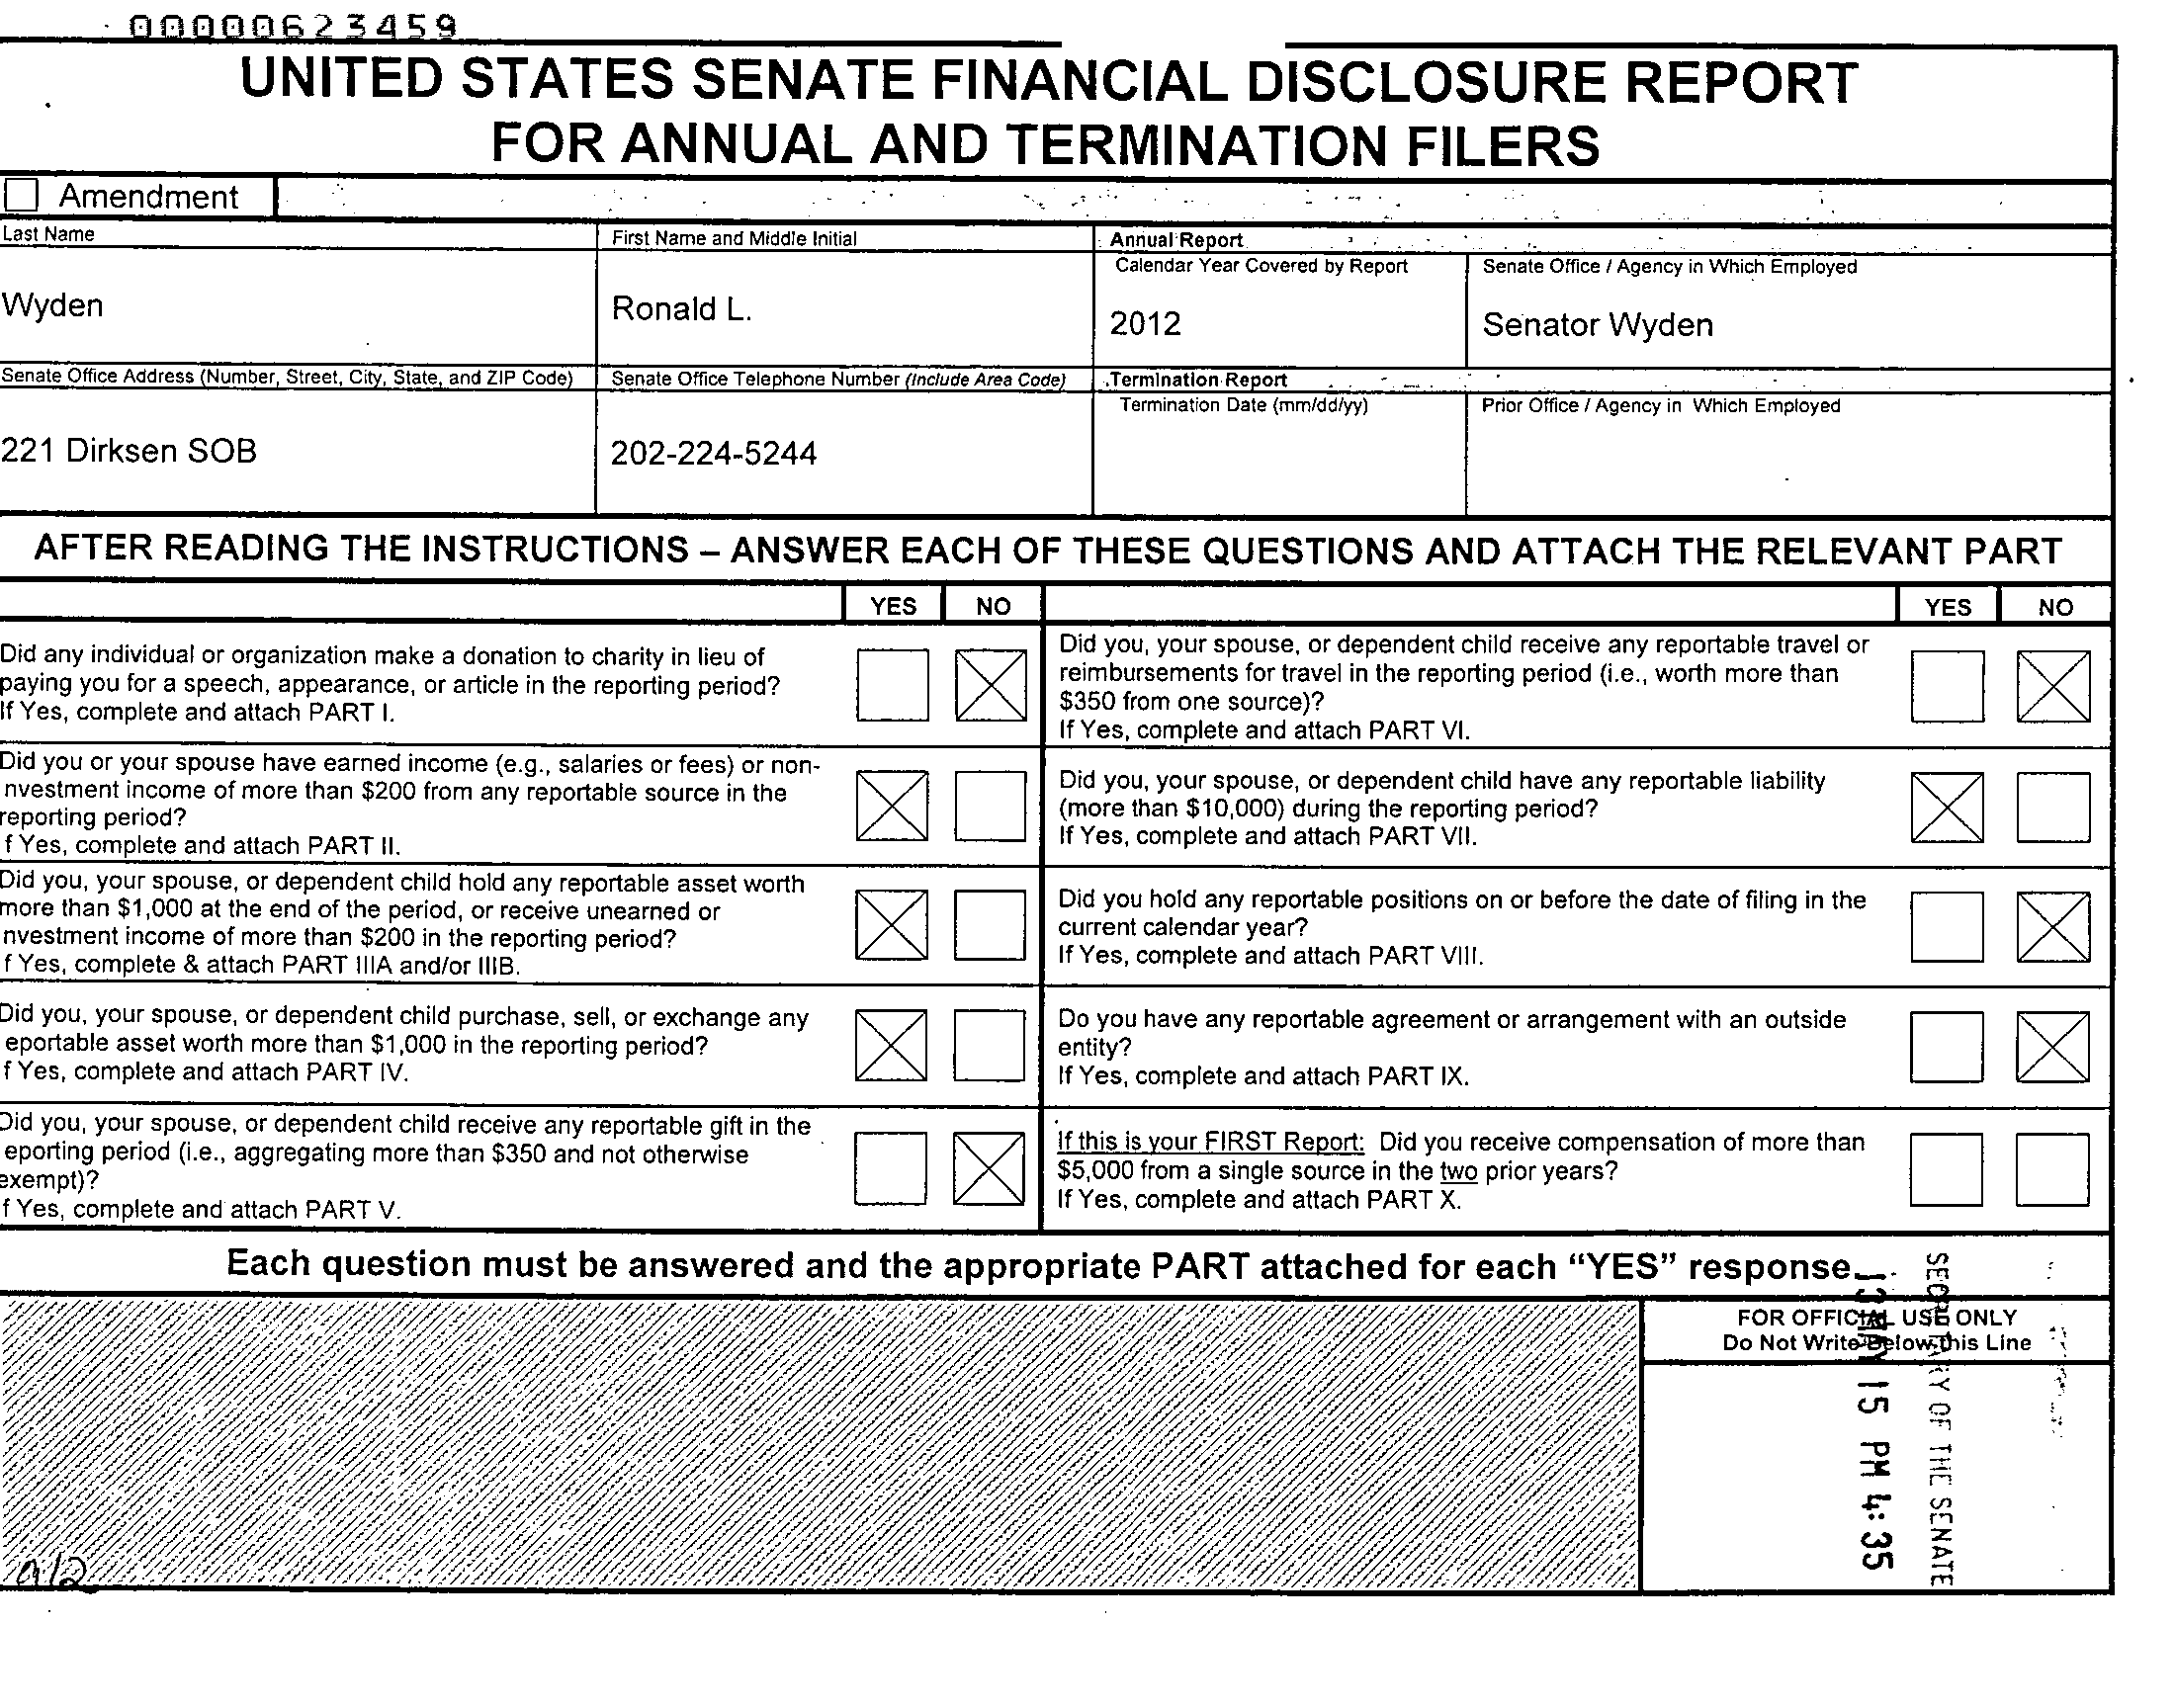 00000623459
UNITED STATES SENATE FINANCIAL DISCLOSURE REPORT
FOR ANNUAL AND TERMINATION FILERS
Amendment
Last Name
First Name and Middle Initial
Annual Report
Calendar Year Covered by Report
Senate Office / Agency in Which Employed
Wyden
Ronald L.
2012
Senator Wyden
Senate Office Address (Number, Street, City, State, and ZIP Code)
Senate Office Telephone Number (Include Area Code)
Termination Report
Termination Date (mm/dd/yy)
Prior Office / Agency in Which Employed
221 Dirksen SOB
202-224-5244
AFTER READING THE INSTRUCTIONS – ANSWER EACH OF THESE QUESTIONS AND ATTACH THE RELEVANT PART
YES NO
YES NO
Did any individual or organization make a donation to charity in lieu of
paying you for a speech, appearance, or article in the reporting period?
If Yes, complete and attach PART I.
Did you, your spouse, or dependent child receive any reportable travel or
reimbursements for travel in the reporting period (i.e., worth more than
$350 from one source)?
If Yes, complete and attach PART VI.
Did you or your spouse have earned income (e.g., salaries or fees) or non-
nvestment income of more than $200 from any reportable source in the
reporting period?
f Yes, complete and attach PART II.
Did you, your spouse, or dependent child have any reportable liability
(more than $10,000) during the reporting period?
If Yes, complete and attach PART VII.
Did you, your spouse, or dependent child hold any reportable asset worth
more than $1,000 at the end of the period, or receive unearned or
nvestment income of more than $200 in the reporting period?
f Yes, complete & attach PART IIIA and/or IIIB.
Did you hold any reportable positions on or before the date of filing in the
current calendar year?
If Yes, complete and attach PART VIII.
Did you, your spouse, or dependent child purchase, sell, or exchange any
eportable asset worth more than $1,000 in the reporting period?
f Yes, complete and attach PART IV.
Do you have any reportable agreement or arrangement with an outside
entity?
If Yes, complete and attach PART IX.
Did you, your spouse, or dependent child receive any reportable gift in the
eporting period (i.e., aggregating more than $350 and not otherwise
exempt)?
f Yes, complete and attach PART V.
If this is your FIRST Report: Did you receive compensation of more than
$5,000 from a single source in the two prior years?
If Yes, complete and attach PART X.
Each question must be answered and the appropriate PART attached for each “YES” response.
FOR OFFICIAL USE ONLY
Do Not Write Below this Line
SECRETARY OF THE SENATE
13 MAY 15 PM 4:35